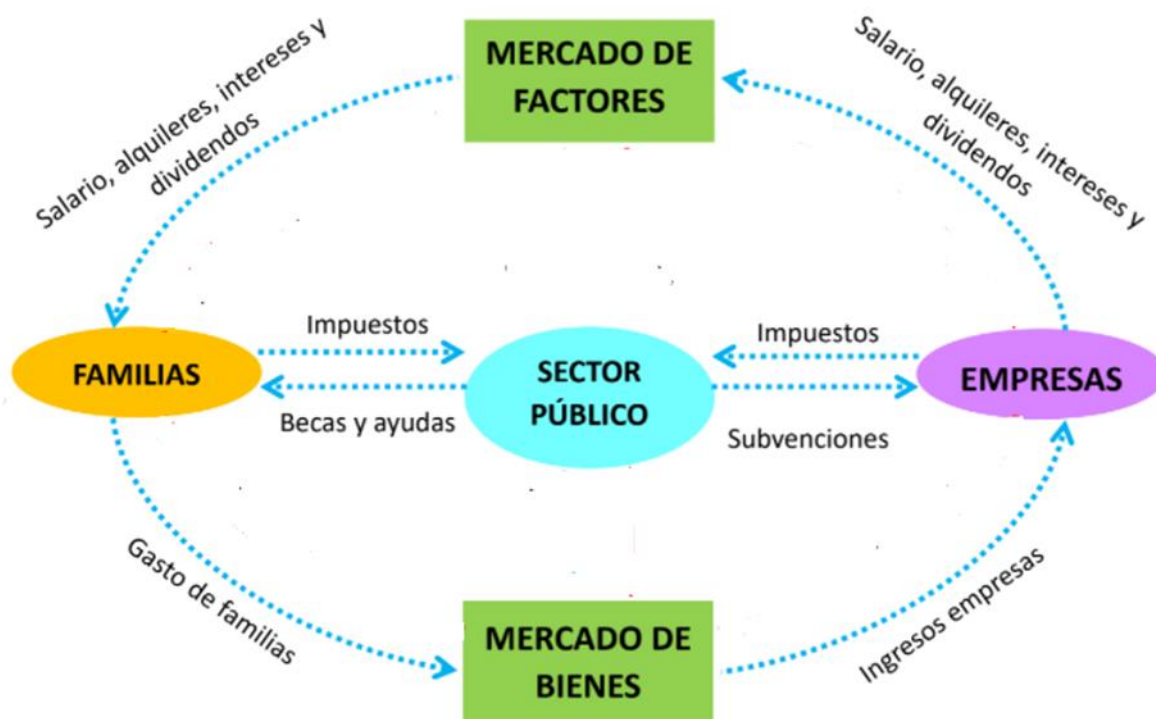 MERCADO DE
FACTORES
Salario, alquileres, intereses y
dividendos
Salario, alquileres, intereses y
dividendos
Impuestos
Impuestos
FAMILIAS
SECTOR
PÚBLICO
EMPRESAS
Becas y ayudas
Subvenciones
Gasto de familias
Ingresos empresas
MERCADO DE
BIENES